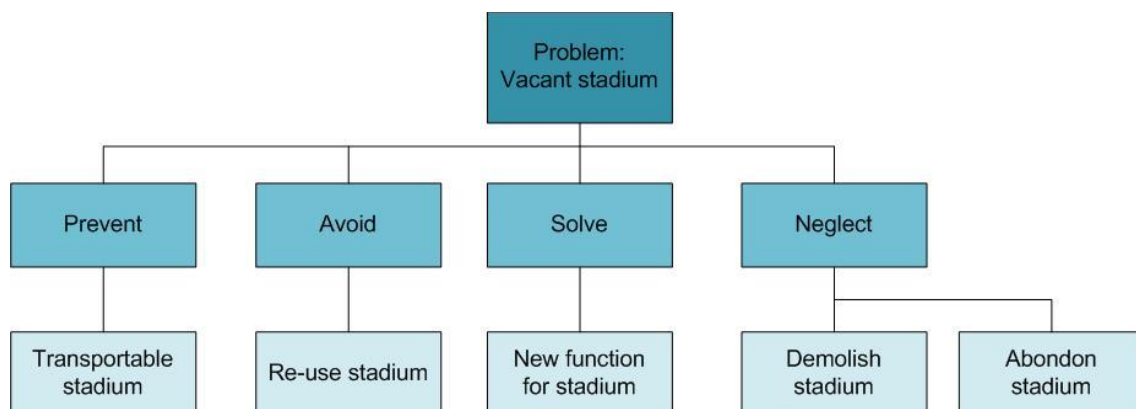 Problem:
Vacant stadium
Prevent
Avoid
Solve
Neglect
Transportable
stadium
Re-use stadium
New function
for stadium
Demolish
stadium
Abondon
stadium